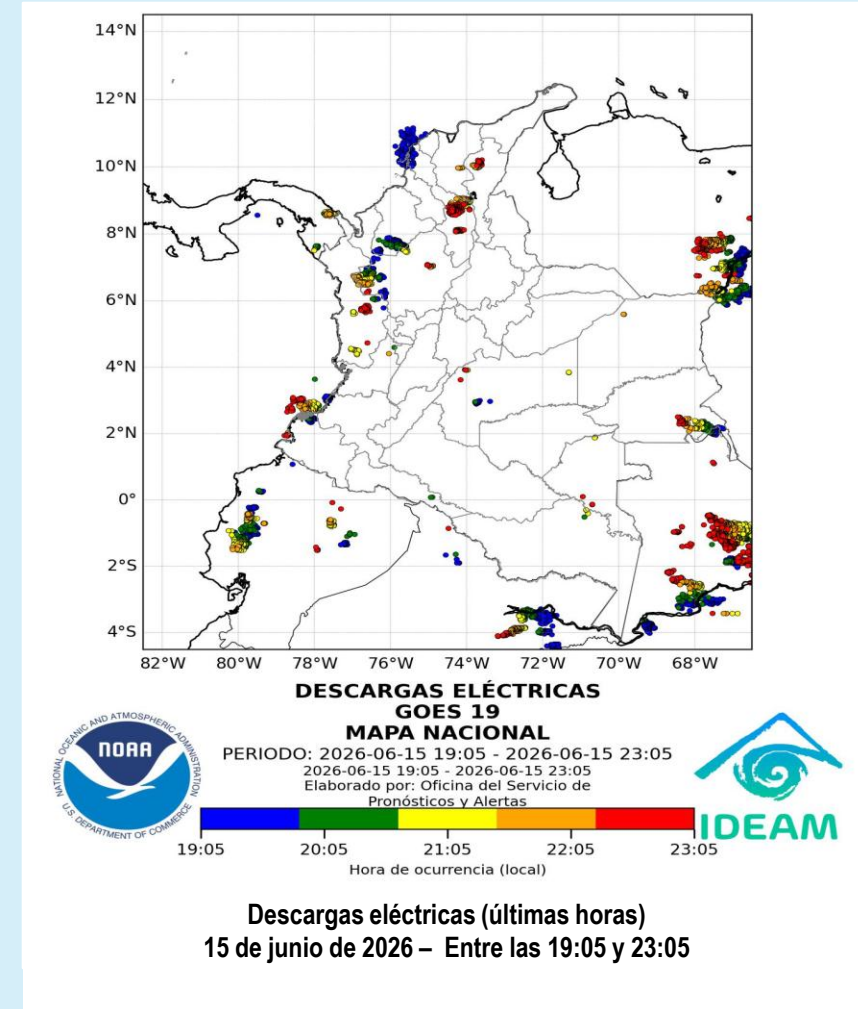 14°N
12°N
10°N
8°N
6°N
4°N
2°N
0°
2°S
4°S
82°W 80°W 78°W 76°W 74°W 72°W 70°W 68°W
DESCARGAS ELÉCTRICAS
GOES 19
MAPA NACIONAL
PERIODO: 2026-06-15 19:05 - 2026-06-15 23:05
2026-06-15 19:05 - 2026-06-15 23:05
Elaborado por: Oficina del Servicio de
Pronósticos y Alertas
NATIONAL OCEANIC AND ATMOSPHERIC ADMINISTRATION
NOAA
U.S. DEPARTMENT OF COMMERCE
IDEAM
19:05 20:05 21:05 22:05 23:05
Hora de ocurrencia (local)
Descargas eléctricas (últimas horas)
15 de junio de 2026 – Entre las 19:05 y 23:05